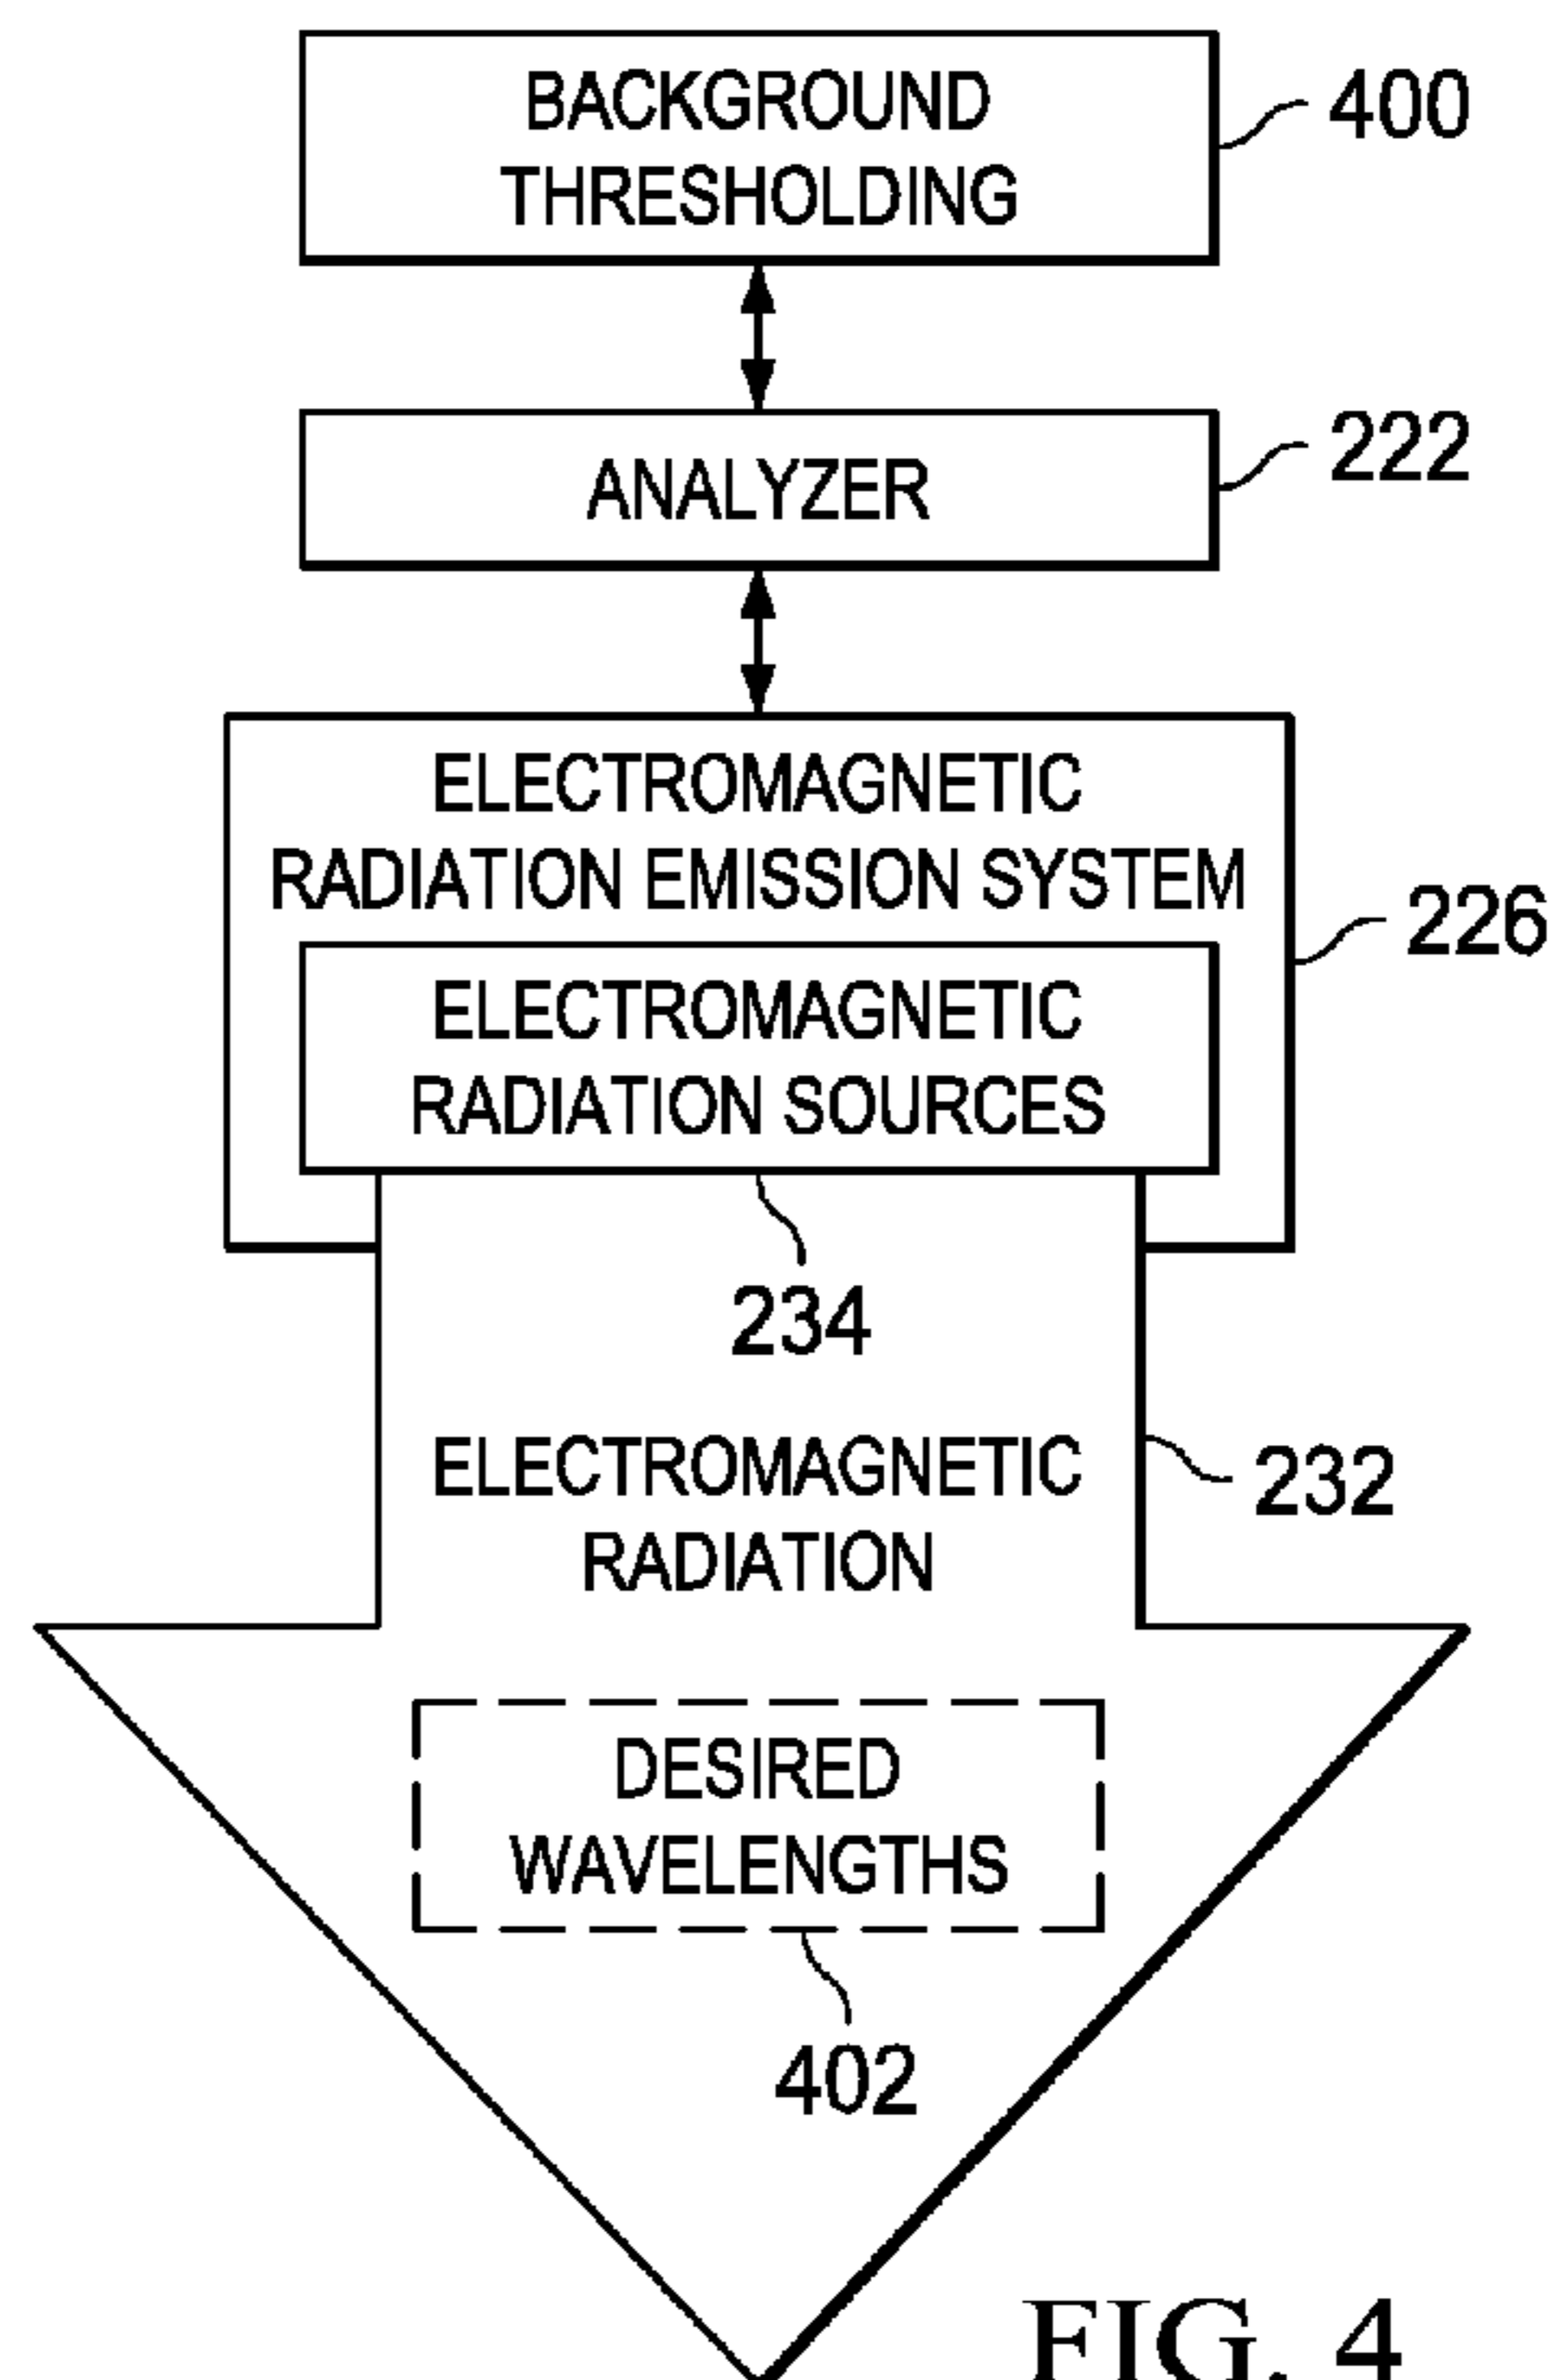 BACKGROUND
THRESHOLDING
400
ANALYZER
222
ELECTROMAGNETIC
RADIATION EMISSION SYSTEM
226
ELECTROMAGNETIC
RADIATION SOURCES
234
ELECTROMAGNETIC
RADIATION
232
DESIRED
WAVELENGTHS
402
FIG. 4